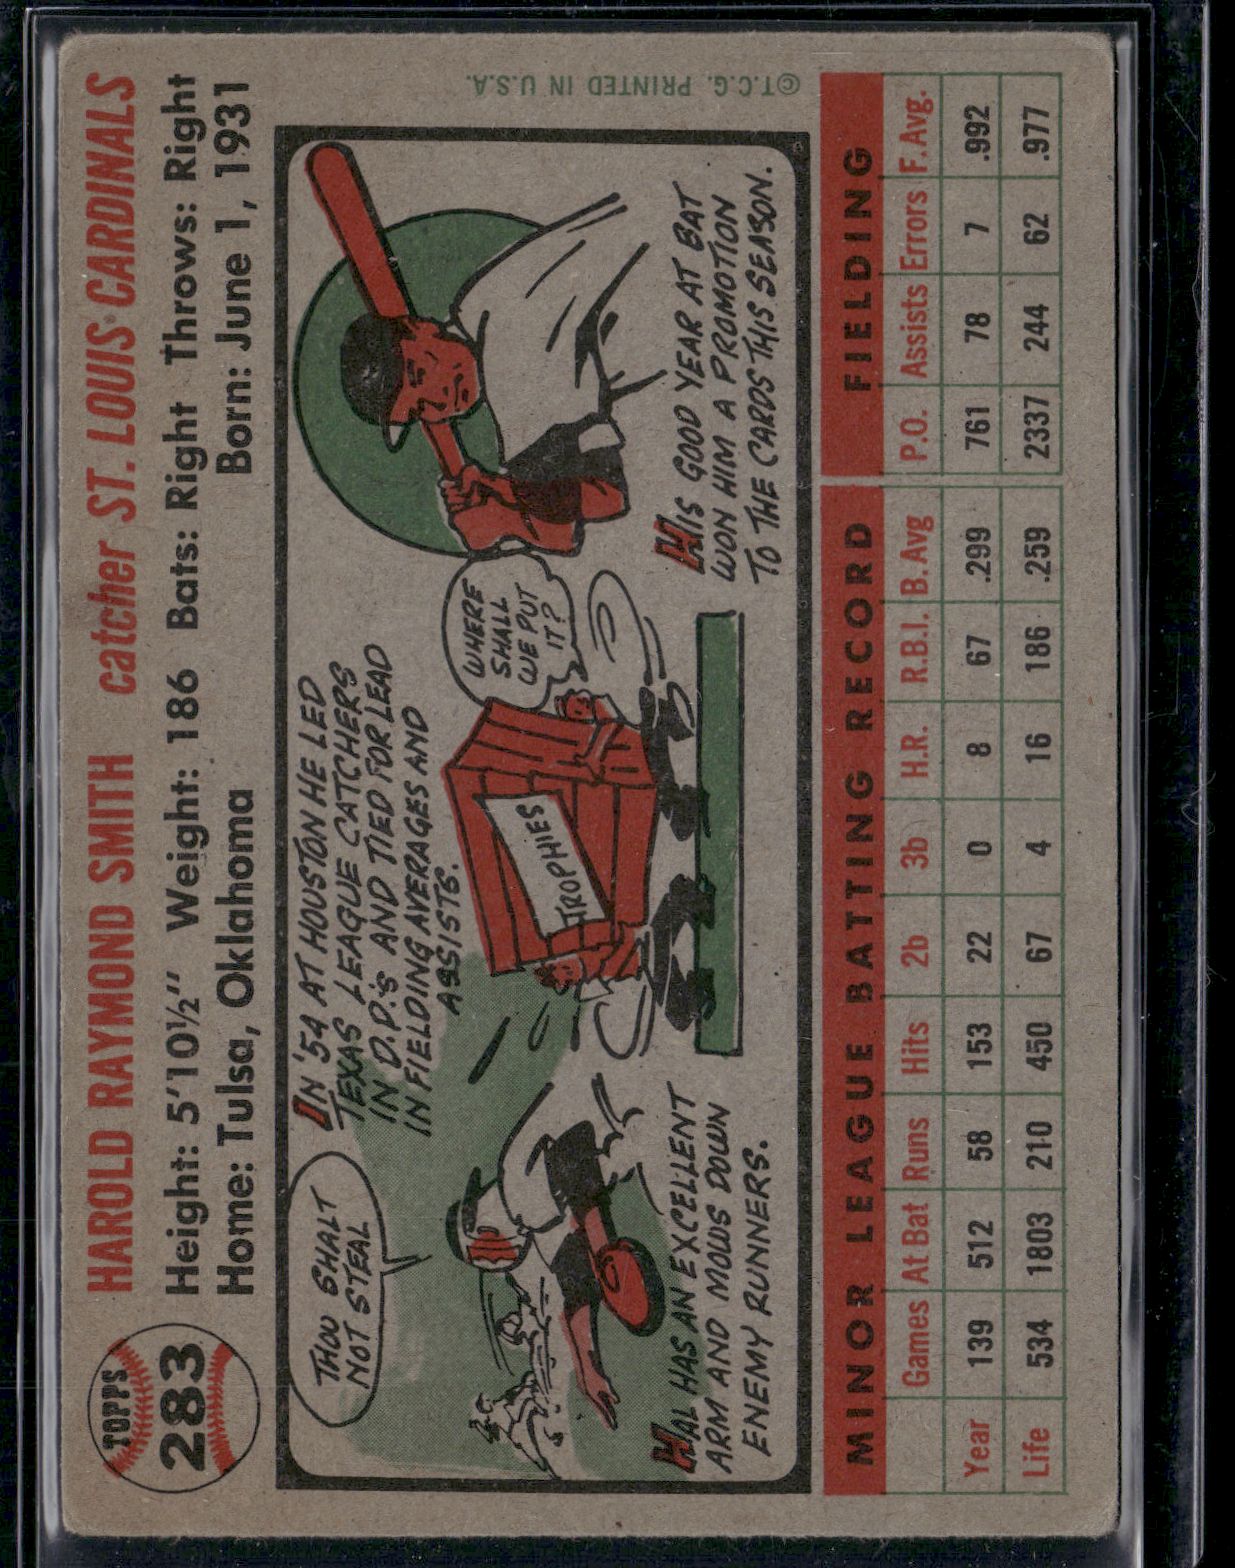 TOPPS
283
HAROLD RAYMOND SMITH catcher ST. LOUIS CARDINALS
Height: 5'10½" Weight: 186 Bats: Right Throws: Right
Home: Tulsa, Oklahoma Born: June 1, 1931
THOU SHALT
NOT STEAL
HAL HAS AN EXCELLENT
ARM AND MOWS DOWN
ENEMY RUNNERS.
IN '54 AT HOUSTON HE LED
TEXAS LEAGUE CATCHERS
IN D.P.'S AND TIED FOR LEAD
IN FIELDING AVERAGES AND
ASSISTS.
TROPHIES
WHERE
SHALL
WE PUT
IT?
HIS GOOD YEAR AT BAT
WON HIM A PROMOTION
TO THE CARDS THIS SEASON.
MINOR LEAGUE BATTING RECORD FIELDING
Games At Bat Runs Hits 2b 3b H.R. R.B.I. B. Avg P.O. Assists Errors F. Avg.
Year 139 512 58 153 22 0 8 67 .299 761 78 7 .992
Life 534 1803 210 450 67 4 16 186 .259 2337 244 62 .977
©T.C.G. PRINTED IN U.S.A.